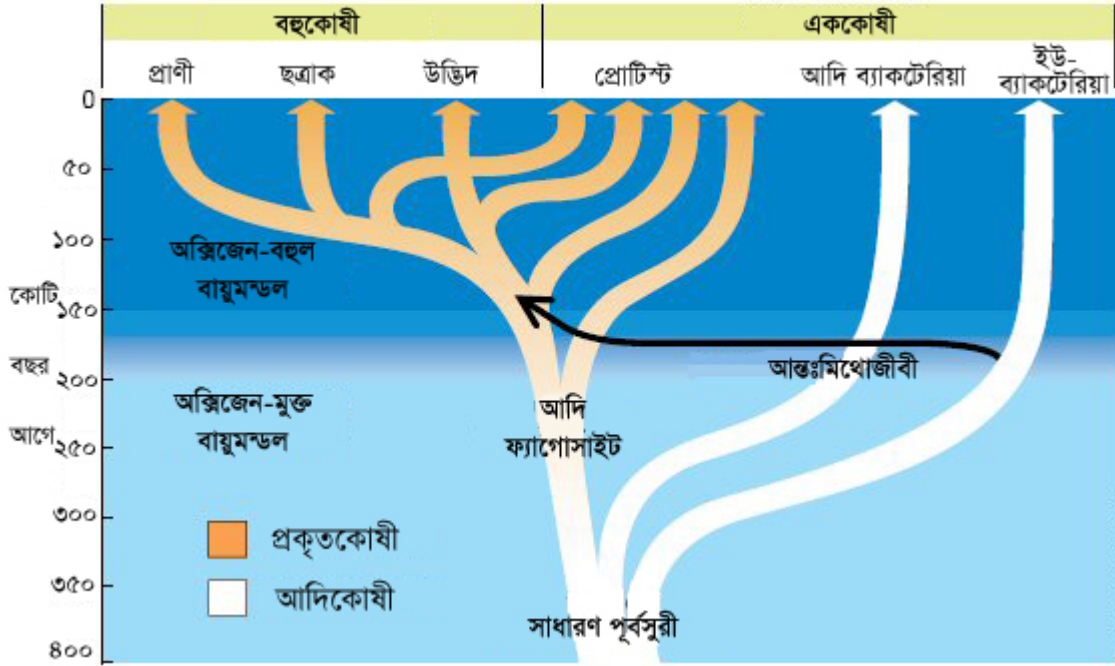 বহুকোষী
এককোষী
প্রাণী
ছত্রাক
উদ্ভিদ
প্রোটিস্ট
আদি ব্যাকটেরিয়া
ইউ-
ব্যাকটেরিয়া
0
৫০
১০০
১৫০
২০০
২৫০
৩০০
৩৫০
৪০০
কোটি
বছর
আগে
অক্সিজেন-বহুল
বায়ুমন্ডল
অক্সিজেন-মুক্ত
বায়ুমন্ডল
আন্তঃমিথোজীবী
আদি
ফ্যাগোসাইট
প্রকৃতকোষী
আদিকোষী
সাধারণ পূর্বসুরী